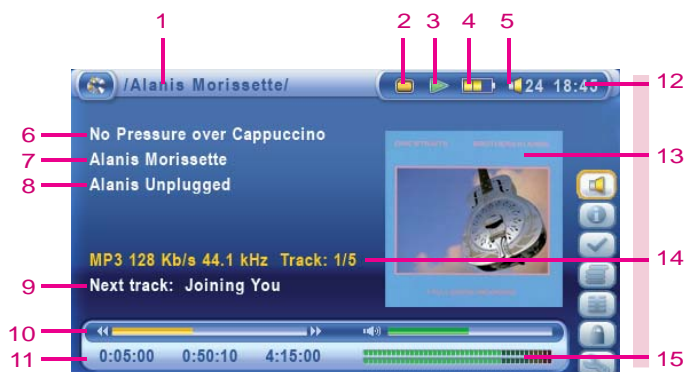 1 2 3 4 5
/Alanis Morissette/ 24 18:45 12
6 No Pressure over Cappuccino
7 Alanis Morissette 13
8 Alanis Unplugged
MP3 128 Kb/s 44.1 kHz Track: 1/5 14
9 Next track: Joining You
10
11 0:05:00 0:50:10 4:15:00 15